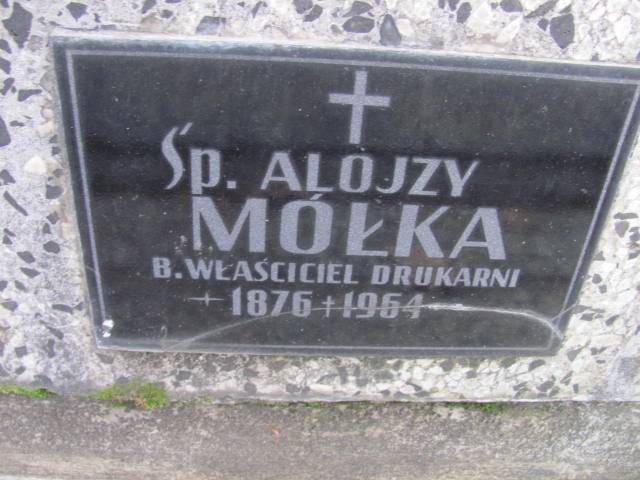 Śp. ALOJZY
MÓŁKA
B. WŁAŚCICIEL DRUKARNI
+ 1876 + 1964